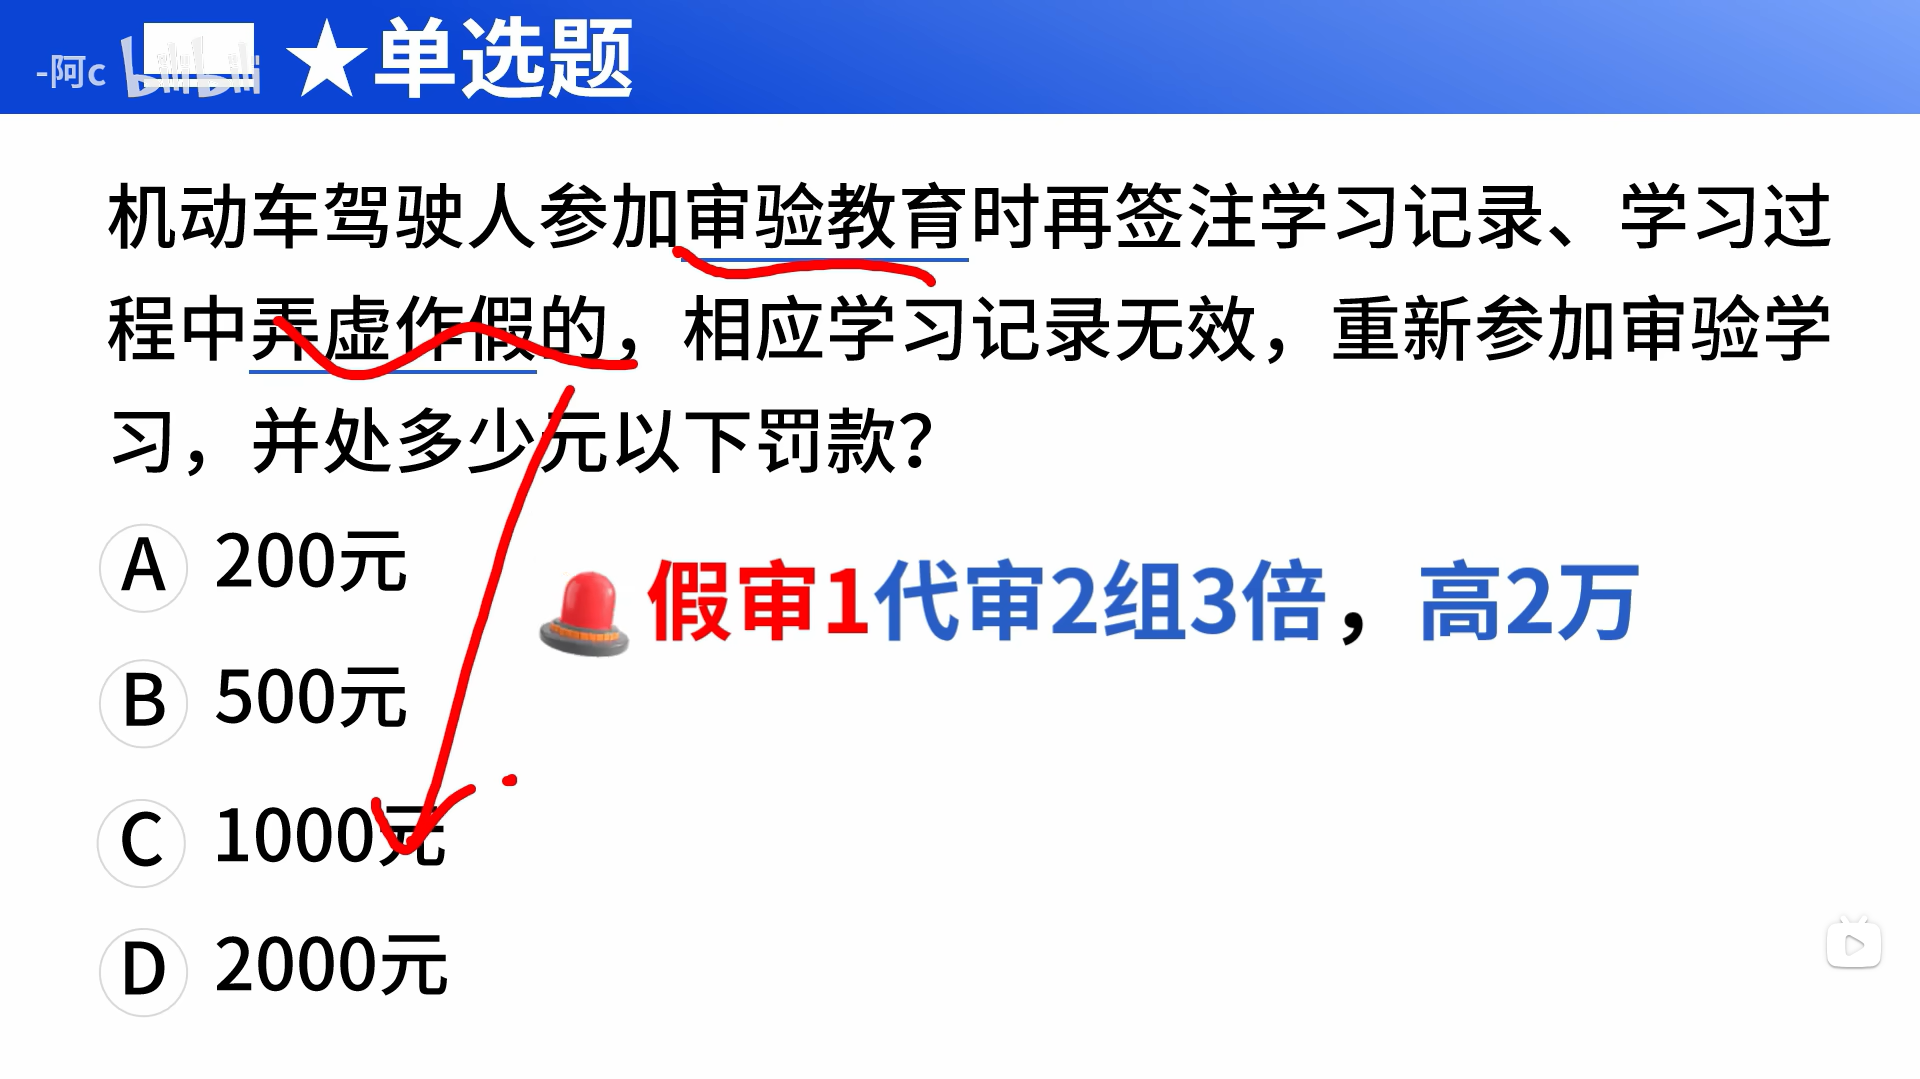 -阿c bilibili ★单选题
机动车驾驶人参加审验教育时再签注学习记录、学习过
程中弄虚作假的，相应学习记录无效，重新参加审验学
习，并处多少元以下罚款？
A 200元
假审1代审2组3倍，高2万
B 500元
C 1000元
D 2000元